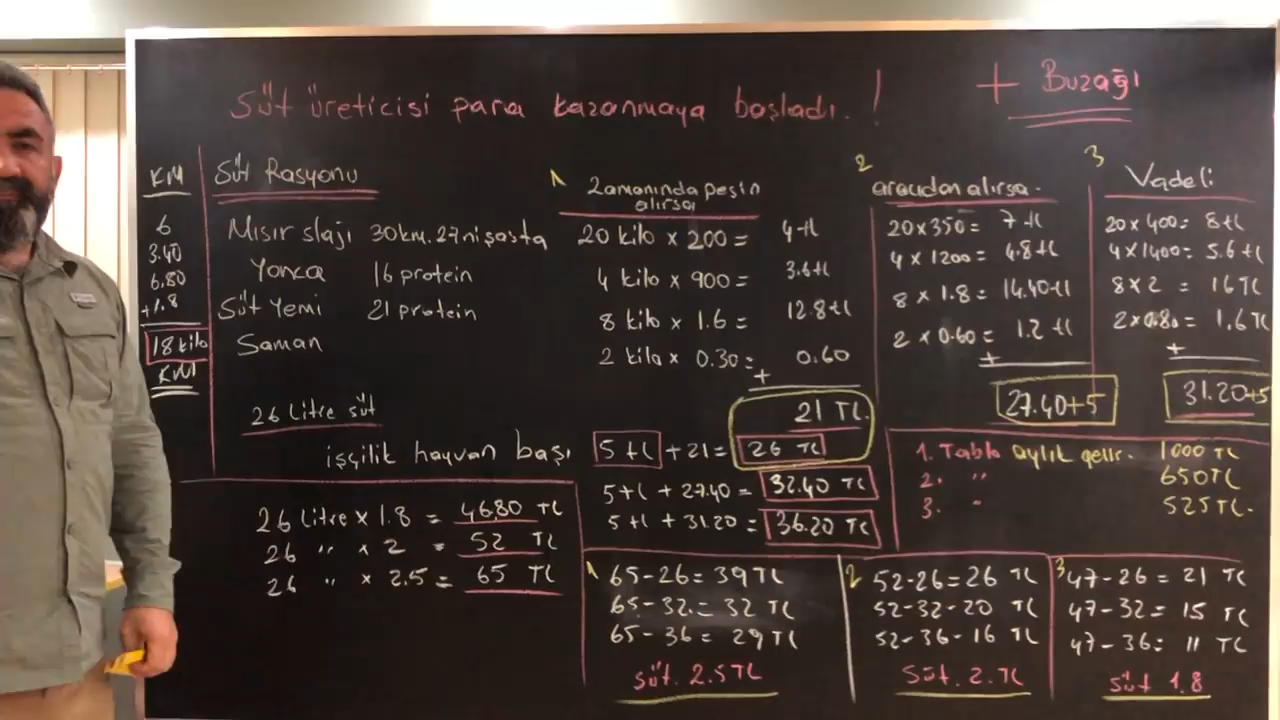 Süt üreticisi para kazanmaya başladı. !
+ Buzağı
KM
6
3.40
6.80
+1.8
18 kilo
KM
Süt Rasyonu
Mısır slajı 30 km. 27 nişasta
Yonca 16 protein
Süt Yemi 21 protein
Saman
26 Litre süt
işçilik hayvan başı
1 Zamanında peşin
alırsa
20 kilo x 200 = 4 tl
4 kilo x 900 = 3.6 tl
8 kilo x 1.6 = 12.8 tl
2 kilo x 0.30 = 0.60
+
21 TL.
5 tl + 21 = 26 TL
5 tl + 27.40 = 32.40 TL
5 tl + 31.20 = 36.20 TL
2 aracıdan alırsa.
20 x 350 = 7 tl
4 x 1200 = 4.8 tl
8 x 1.8 = 14.40 tl
2 x 0.60 = 1.2 tl
+
27.40+5
3 Vadeli
20 x 400 = 8 tl
4 x 1400 = 5.6 tl
8 x 2 = 16 TL
2 x 0.80 = 1.6 TL
+
31.20+5
1. Tablo aylık gelir. 1000 TL
2. " 650 TL
3. " 525 TL.
26 Litre x 1.8 = 46.80 TL
26 " x 2 = 52 TL
26 " x 2.5 = 65 TL
1 65-26 = 39 TL
65-32 = 32 TL
65-36 = 29 TL
süt. 2.5 TL
2 52-26 = 26 TL
52-32-20 TL
52-36-16 TL
süt. 2. TL
3 47-26 = 21 TL
47-32 = 15 TL
47-36 = 11 TL
süt 1.8